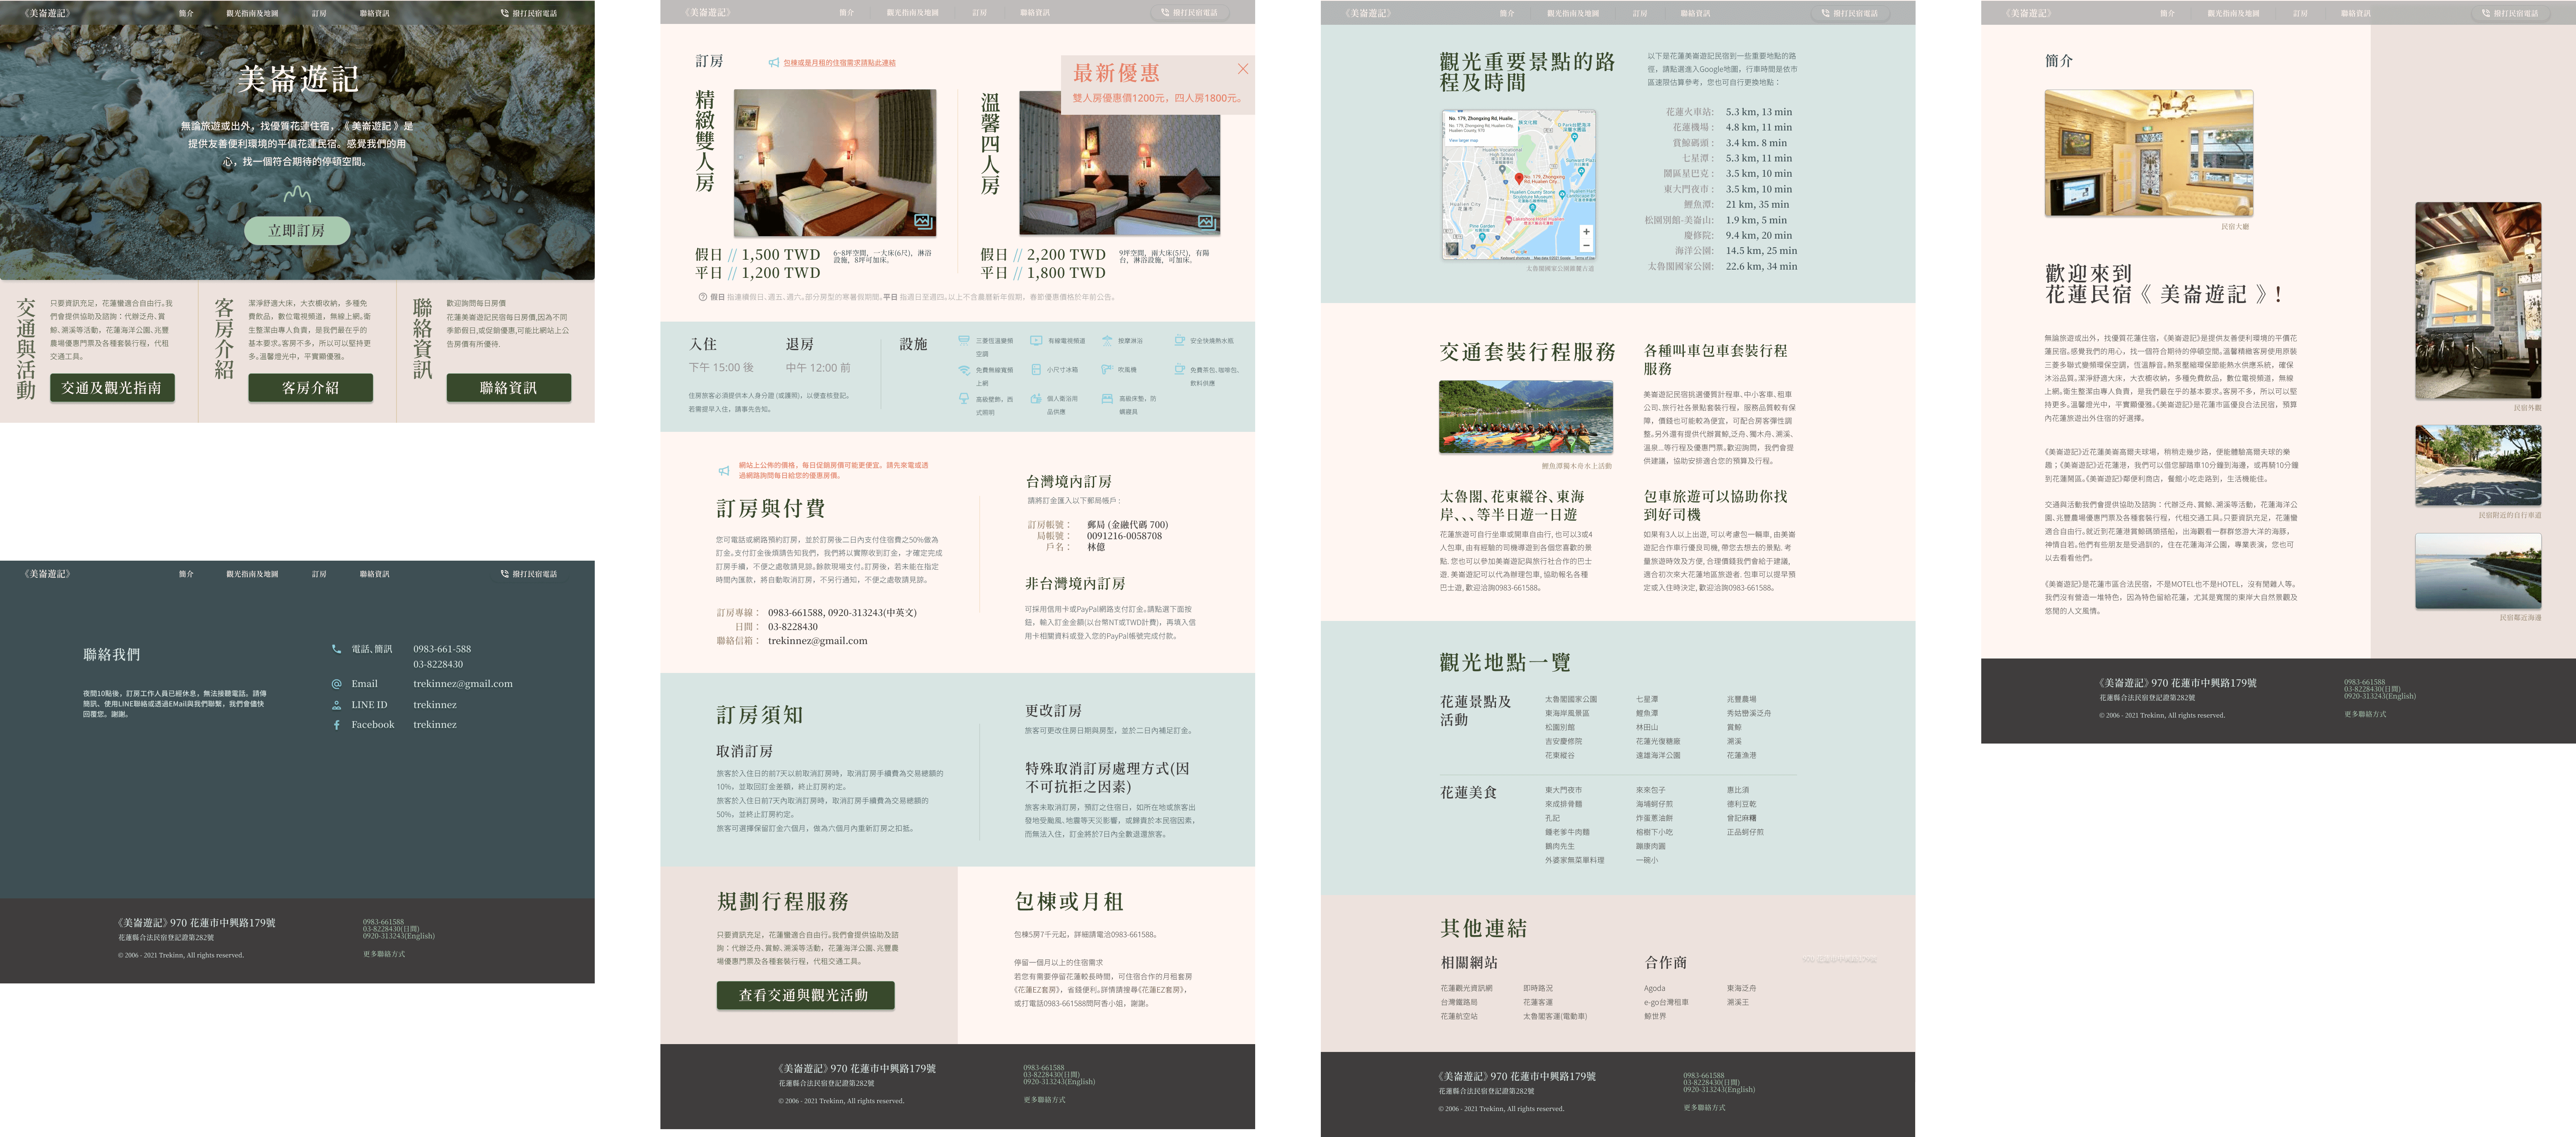 《美崙遊記》
簡介
觀光指南及地圖
訂房
聯絡資訊
撥打民宿電話
美崙遊記
無論旅遊或出外，找優質花蓮住宿，《 美崙遊記 》是
提供友善便利環境的平價花蓮民宿。感覺我們的用
心，找一個符合期待的停頓空間。
立即訂房
交通與活動
只要資訊充足，花蓮蠻適合自由行。我
們會提供協助及諮詢：代辦泛舟、賞
鯨、溯溪等活動，花蓮海洋公園、兆豐
農場優惠門票及各種套裝行程，代租
交通工具。
交通及觀光指南
客房介紹
潔淨舒適大床，大衣櫥收納，多種免
費飲品，數位電視頻道，無線上網。衛
生整潔由專人負責，是我們最在乎的
基本要求。客房不多，所以可以堅持更
多。溫馨燈光中，平實顯優雅。
客房介紹
聯絡資訊
歡迎詢問每日房價
花蓮美崙遊記民宿每日房價,因為不同
季節假日,或促銷優惠,可能比網站上公
告房價有所優待.
聯絡資訊
《美崙遊記》
簡介
觀光指南及地圖
訂房
聯絡資訊
撥打民宿電話
聯絡我們
夜間10點後，訂房工作人員已經休息，無法接聽電話。請傳
簡訊、使用LINE聯絡或透過EMail與我們聯繫，我們會儘快
回覆您。謝謝。
電話、簡訊 0983-661-588
03-8228430
Email trekinnez@gmail.com
LINE ID trekinnez
Facebook trekinnez
《美崙遊記》970 花蓮市中興路179號
花蓮縣合法民宿登記證第282號
© 2006 - 2021 Trekinn, All rights reserved.
0983-661588
03-8228430(日間)
0920-313243(English)
更多聯絡方式
《美崙遊記》
簡介
觀光指南及地圖
訂房
聯絡資訊
撥打民宿電話
訂房
包棟或是月租的住宿需求請點此連結
最新優惠
雙人房優惠價1200元，四人房1800元。
精緻雙人房
假日 // 1,500 TWD
平日 // 1,200 TWD
6~8坪空間，一大床(6尺)，淋浴
設施，8坪可加床。
溫馨四人房
假日 // 2,200 TWD
平日 // 1,800 TWD
9坪空間，兩大床(5尺)，有陽
台，淋浴設施，可加床。
假日 指連續假日、週五、週六。部分房型的寒暑假期間。平日 指週日至週四。以上不含農曆新年假期，春節優惠價格於年前公告。
入住
下午 15:00 後
退房
中午 12:00 前
住房旅客必須提供本人身分證 (或護照)，以便查核登記。
若需提早入住，請事先告知。
設施
三菱恆溫變頻
空調
有線電視頻道
按摩淋浴
安全快煮熱水瓶
免費無線寬頻
上網
小尺寸冰箱
吹風機
免費茶包、咖啡包、
飲料供應
高級壁飾，西
式照明
個人衛浴用
品供應
高級床墊，防
蟎寢具
網站上公佈的價格，每日促銷房價可能更便宜。請先來電或透
過網路詢問每日給您的優惠房價。
訂房與付費
您可電話或網路預約訂房，並於訂房後二日內支付住宿費之50%做為
訂金。支付訂金後煩請告知我們，我們將以實際收到訂金，才確定完成
訂房手續，不便之處敬請見諒。餘款現場支付。訂房後，若未能在指定
時間內匯款，將自動取消訂房，不另行通知，不便之處敬請見諒。
訂房專線： 0983-661588, 0920-313243(中英文)
日間： 03-8228430
聯絡信箱： trekinnez@gmail.com
台灣境內訂房
請將訂金匯入以下郵局帳戶：
訂房帳號： 郵局 (金融代碼 700)
局帳號： 0091216-0058708
戶名： 林億
非台灣境內訂房
可採用信用卡或PayPal網路支付訂金。請點選下面按
鈕，輸入訂金金額(以台幣NT或TWD計費)，再填入信
用卡相關資料或登入您的PayPal帳號完成付款。
訂房須知
取消訂房
旅客於入住日的前7天以前取消訂房時，取消訂房手續費為交易總額的
10%，並取回訂金差額，終止訂房約定。
旅客於入住日前7天內取消訂房時，取消訂房手續費為交易總額的
50%，並終止訂房約定。
旅客可選擇保留訂金六個月，做為六個月內重新訂房之扣抵。
更改訂房
旅客可更改住房日期與房型，並於二日內補足訂金。
特殊取消訂房處理方式(因
不可抗拒之因素)
旅客未取消訂房，預訂之住宿日，如所在地或旅客出
發地受颱風、地震等天災影響，或歸責於本民宿因素，
而無法入住，訂金將於7日內全數退還旅客。
規劃行程服務
只要資訊充足，花蓮蠻適合自由行。我們會提供協助及諮
詢：代辦泛舟、賞鯨、溯溪等活動，花蓮海洋公園、兆豐農
場優惠門票及各種套裝行程，代租交通工具。
查看交通與觀光活動
包棟或月租
包棟5房7千元起，詳細請電洽0983-661588。
停留一個月以上的住宿需求
若您有需要停留花蓮較長時間，可住宿合作的月租套房
《花蓮EZ套房》，省錢便利。詳情請搜尋《花蓮EZ套房》，
或打電話0983-661588問阿香小姐，謝謝。
《美崙遊記》970 花蓮市中興路179號
花蓮縣合法民宿登記證第282號
© 2006 - 2021 Trekinn, All rights reserved.
0983-661588
03-8228430(日間)
0920-313243(English)
更多聯絡方式
《美崙遊記》
簡介
觀光指南及地圖
訂房
聯絡資訊
撥打民宿電話
觀光重要景點的路
程及時間
以下是花蓮美崙遊記民宿到一些重要地點的路
徑，請點選進入Google地圖，行車時間是依市
區速限估算參考，您也可自行更換地點：
No. 179, Zhongxing Rd, Hualie..
No. 179, Zhongxing Rd, Hualien City,
Hualien County, 970
View larger map
太魯閣國家公園錐麓古道
花蓮火車站: 5.3 km, 13 min
花蓮機場 : 4.8 km, 11 min
賞鯨碼頭 : 3.4 km. 8 min
七星潭 : 5.3 km, 11 min
鬧區星巴克 : 3.5 km, 10 min
東大門夜市 : 3.5 km, 10 min
鯉魚潭: 21 km, 35 min
松園別館-美崙山: 1.9 km, 5 min
慶修院: 9.4 km, 20 min
海洋公園: 14.5 km, 25 min
太魯閣國家公園: 22.6 km, 34 min
交通套裝行程服務
鯉魚潭獨木舟水上活動
各種叫車包車套裝行程
服務
美崙遊記民宿挑選優質計程車、中小客車、租車
公司、旅行社各景點套裝行程，服務品質較有保
障，價錢也可能較為便宜，可配合房客彈性調
整。另外還有提供代辦賞鯨,泛舟、獨木舟、溯溪、
溫泉...等行程及優惠門票。歡迎詢問，我們會提
供建議，協助安排適合您的預算及行程。
太魯閣、花東縱谷、東海
岸、、、等半日遊一日遊
花蓮旅遊可自行坐車或開車自由行, 也可以3或4
人包車, 由有經驗的司機導遊到各個您喜歡的景
點. 您也可以參加美崙遊記與旅行社合作的巴士
遊. 美崙遊記可以代為辦理包車, 協助報名各種
巴士遊, 歡迎洽詢0983-661588。
包車旅遊可以協助你找
到好司機
如果有3人以上出遊, 可以考慮包一輛車, 由美崙
遊記合作車行優良司機, 帶您去想去的景點. 考
量旅遊時效及方便, 合理價錢我們會給于建議,
適合初次來大花蓮地區旅遊者. 包車可以提早預
定或入住時決定, 歡迎洽詢0983-661588。
觀光地點一覽
花蓮景點及
活動
太魯閣國家公園 七星潭 兆豐農場
東海岸風景區 鯉魚潭 秀姑巒溪泛舟
松園別館 林田山 賞鯨
吉安慶修院 花蓮光復糖廠 溯溪
花東縱谷 遠雄海洋公園 花蓮漁港
花蓮美食
東大門夜市 來來包子 惠比須
來成排骨麵 海埔蚵仔煎 德利豆乾
孔記 炸蛋蔥油餅 曾記麻糬
鍾老爹牛肉麵 榕樹下小吃 正品蚵仔煎
鵝肉先生 蹦康肉圓
外婆家無菜單料理 一碗小
其他連結
相關網站
花蓮觀光資訊網 即時路況
台灣鐵路局 花蓮客運
花蓮航空站 太魯閣客運(電動車)
合作商
Agoda 東海泛舟
e-go台灣租車 溯溪王
鯨世界
970 花蓮市中興路179號
《美崙遊記》970 花蓮市中興路179號
花蓮縣合法民宿登記證第282號
© 2006 - 2021 Trekinn, All rights reserved.
0983-661588
03-8228430(日間)
0920-313243(English)
更多聯絡方式
《美崙遊記》
簡介
觀光指南及地圖
訂房
聯絡資訊
撥打民宿電話
簡介
民宿大廳
歡迎來到
花蓮民宿《 美崙遊記 》!
無論旅遊或出外，找優質花蓮住宿，《美崙遊記》是提供友善便利環境的平價花
蓮民宿。感覺我們的用心，找一個符合期待的停頓空間。溫馨精緻客房使用原裝
三菱多聯式變頻環保空調，恆溫靜音。熱泵整縮環保節能熱水供應系統，確保
沐浴品質。潔淨舒適大床，大衣櫥收納，多種免費飲品，數位電視頻道，無線
上網。衛生整潔由專人負責，是我們最在乎的基本要求。客房不多，所以可以堅
持更多。溫馨燈光中，平實顯優雅。《美崙遊記》是花蓮市區優良合法民宿，預算
內花蓮旅遊出外住宿的好選擇。
《美崙遊記》近花蓮美崙高爾夫球場，稍稍走幾步路，便能體驗高爾夫球的樂
趣；《美崙遊記》近花蓮港，我們可以借您腳踏車10分鐘到海邊，或再騎10分鐘
到花蓮鬧區。《美崙遊記》鄰便利商店，餐館小吃走路到，生活機能佳。
交通與活動我們會提供協助及諮詢：代辦泛舟、賞鯨、溯溪等活動，花蓮海洋公
園、兆豐農場優惠門票及各種套裝行程，代租交通工具。只要資訊充足，花蓮蠻
適合自由行。就近到花蓮港賞鯨碼頭搭船，出海觀看一群群悠游大洋的海豚，
神情自若。他們有些朋友是受過訓的，住在花蓮海洋公園，專業表演，您也可
以去看看他們。
《美崙遊記》是花蓮市區合法民宿，不是MOTEL也不是HOTEL，沒有閒雜人等。
我們沒有營造一堆特色，因為特色留給花蓮，尤其是寬闊的東岸大自然景觀及
悠閒的人文風情。
民宿外觀
民宿附近的自行車道
民宿鄰近海邊
《美崙遊記》970 花蓮市中興路179號
花蓮縣合法民宿登記證第282號
© 2006 - 2021 Trekinn, All rights reserved.
0983-661588
03-8228430(日間)
0920-313243(English)
更多聯絡方式